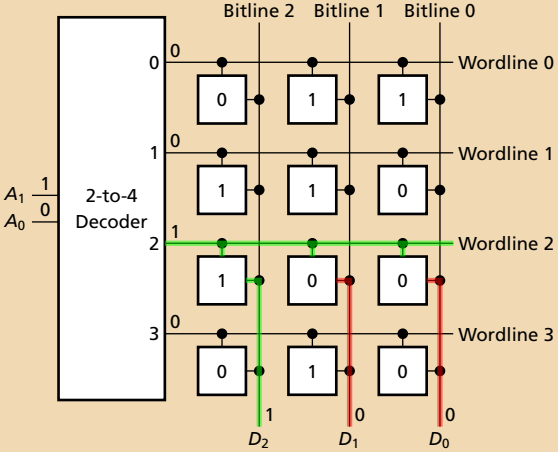 Bitline 2 Bitline 1 Bitline 0
0 0 Wordline 0
0 1 1
1 0 Wordline 1
A1 1 2-to-4 1 1 0
A0 0 Decoder
2 1 Wordline 2
1 0 0
3 0 Wordline 3
0 1 0
1 0 0
D2 D1 D0